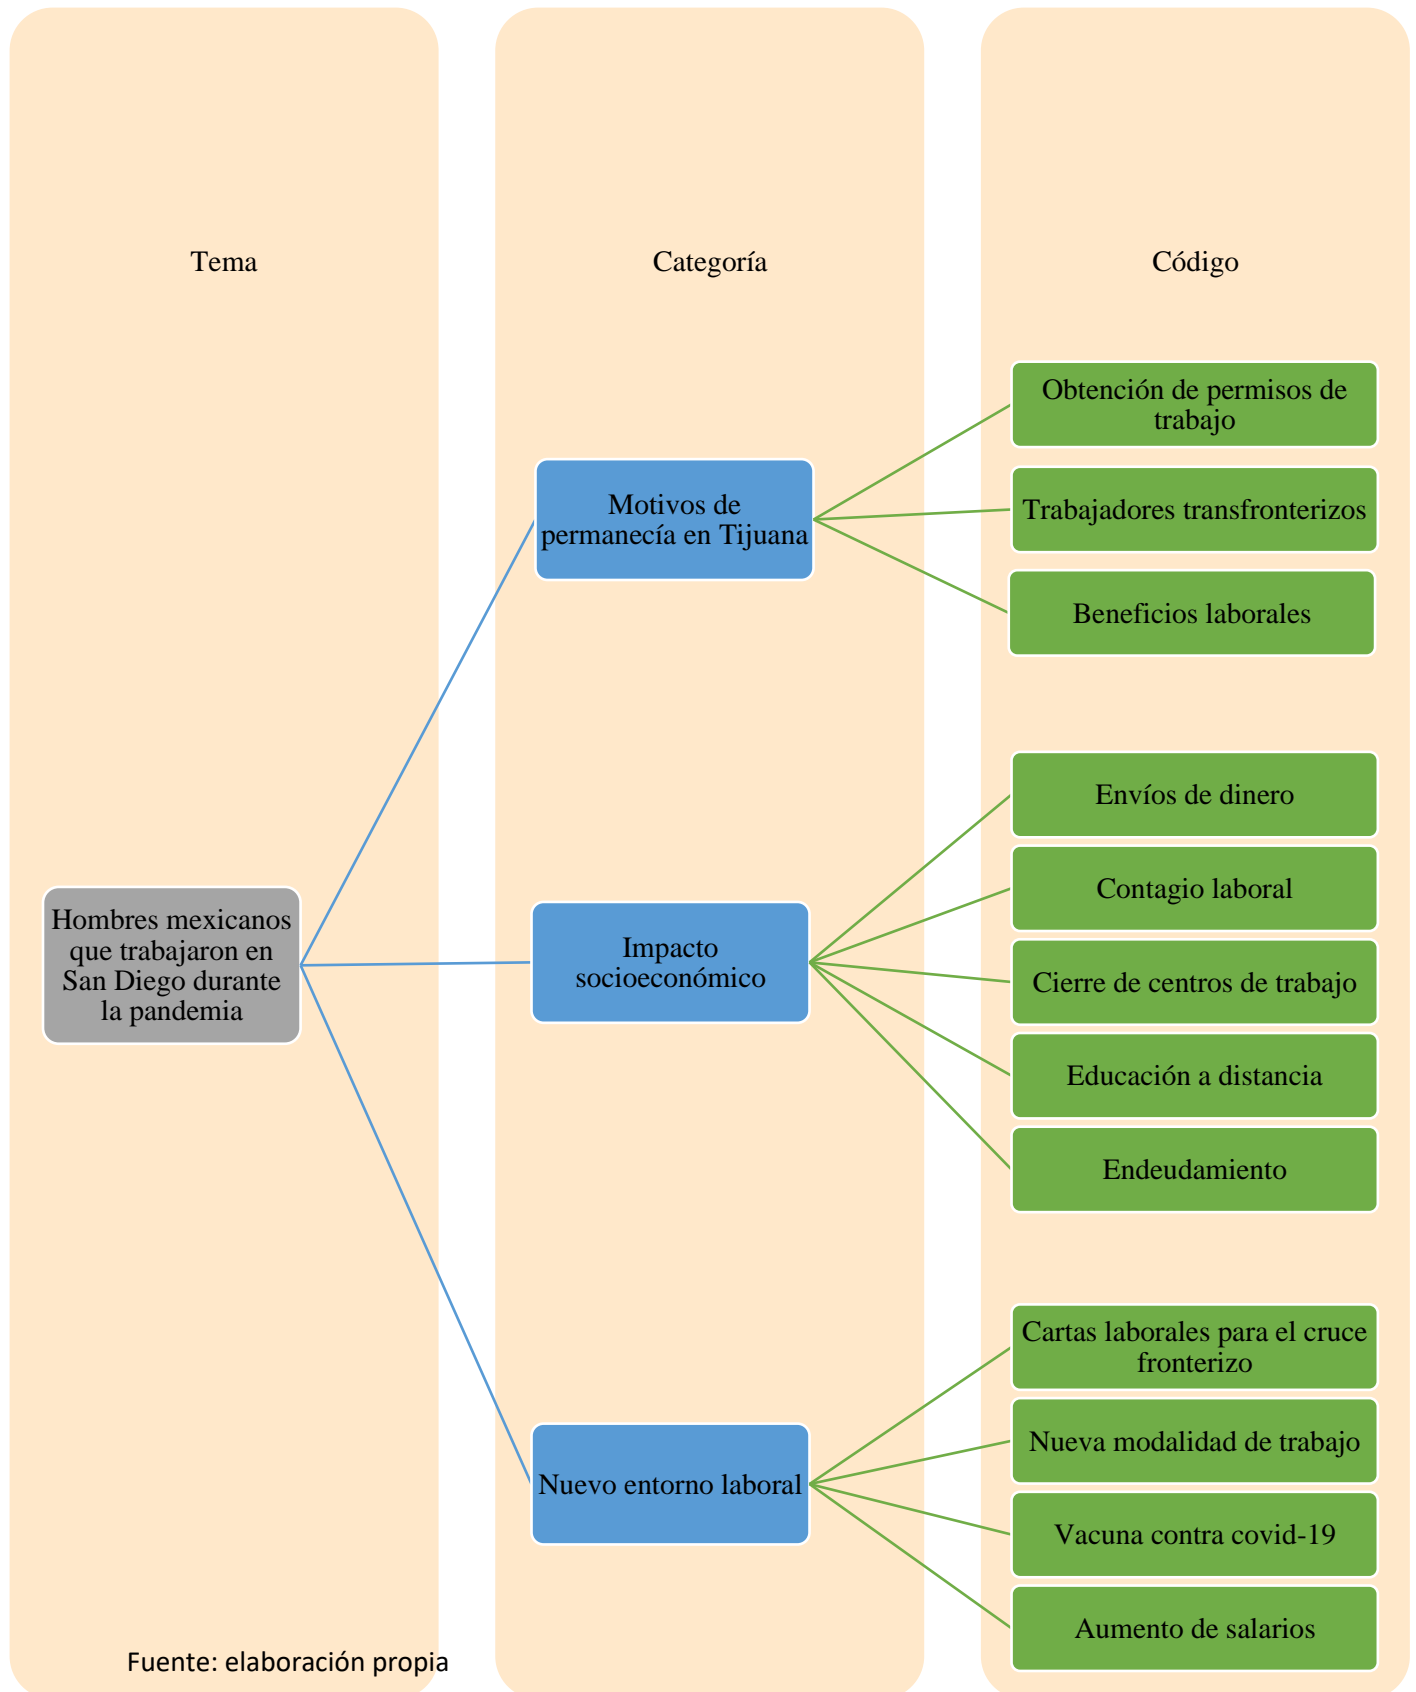 Tema
Categoría
Código
Hombres mexicanos
que trabajaron en
San Diego durante
la pandemia
Motivos de
permanecía en Tijuana
Obtención de permisos de
trabajo
Trabajadores transfronterizos
Beneficios laborales
Impacto
socioeconómico
Envíos de dinero
Contagio laboral
Cierre de centros de trabajo
Educación a distancia
Endeudamiento
Nuevo entorno laboral
Cartas laborales para el cruce
fronterizo
Nueva modalidad de trabajo
Vacuna contra covid-19
Aumento de salarios
Fuente: elaboración propia